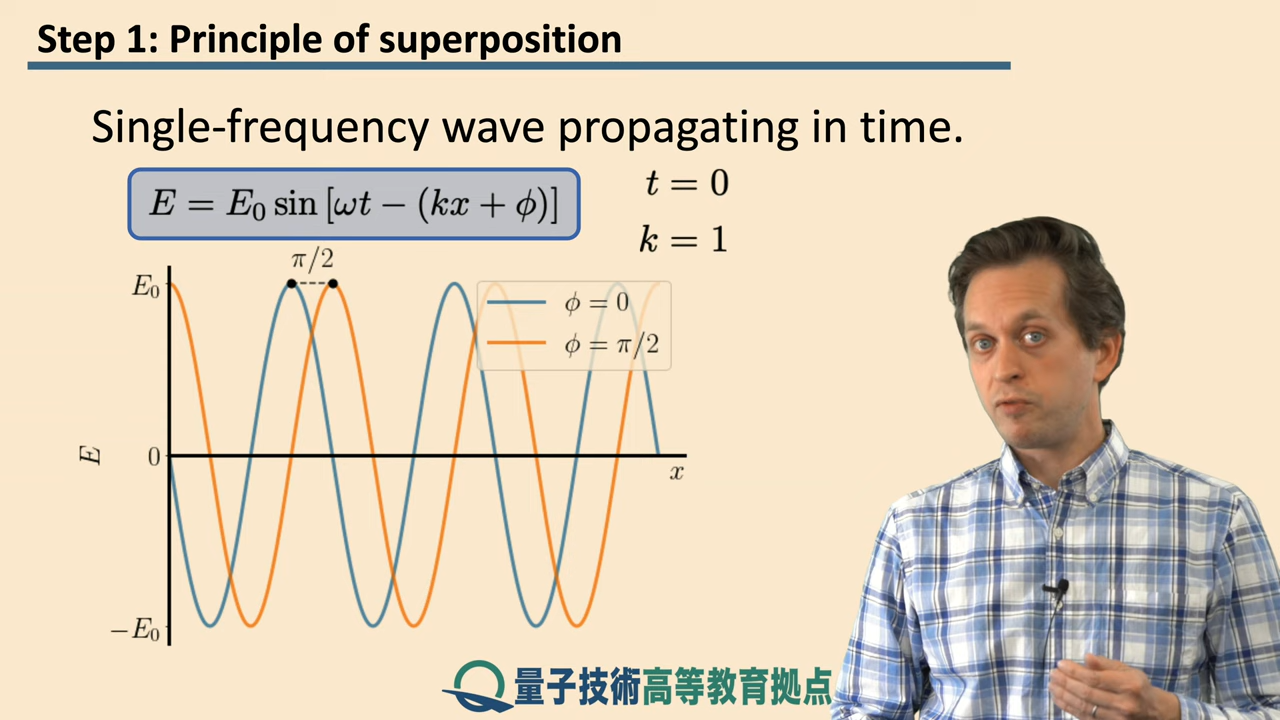 Step 1: Principle of superposition
Single-frequency wave propagating in time.
E = E₀ sin [ωt − (kx + ϕ)]
t = 0
k = 1
π/2
E₀
ϕ = 0
ϕ = π/2
E
0
x
−E₀
量子技術高等教育拠点